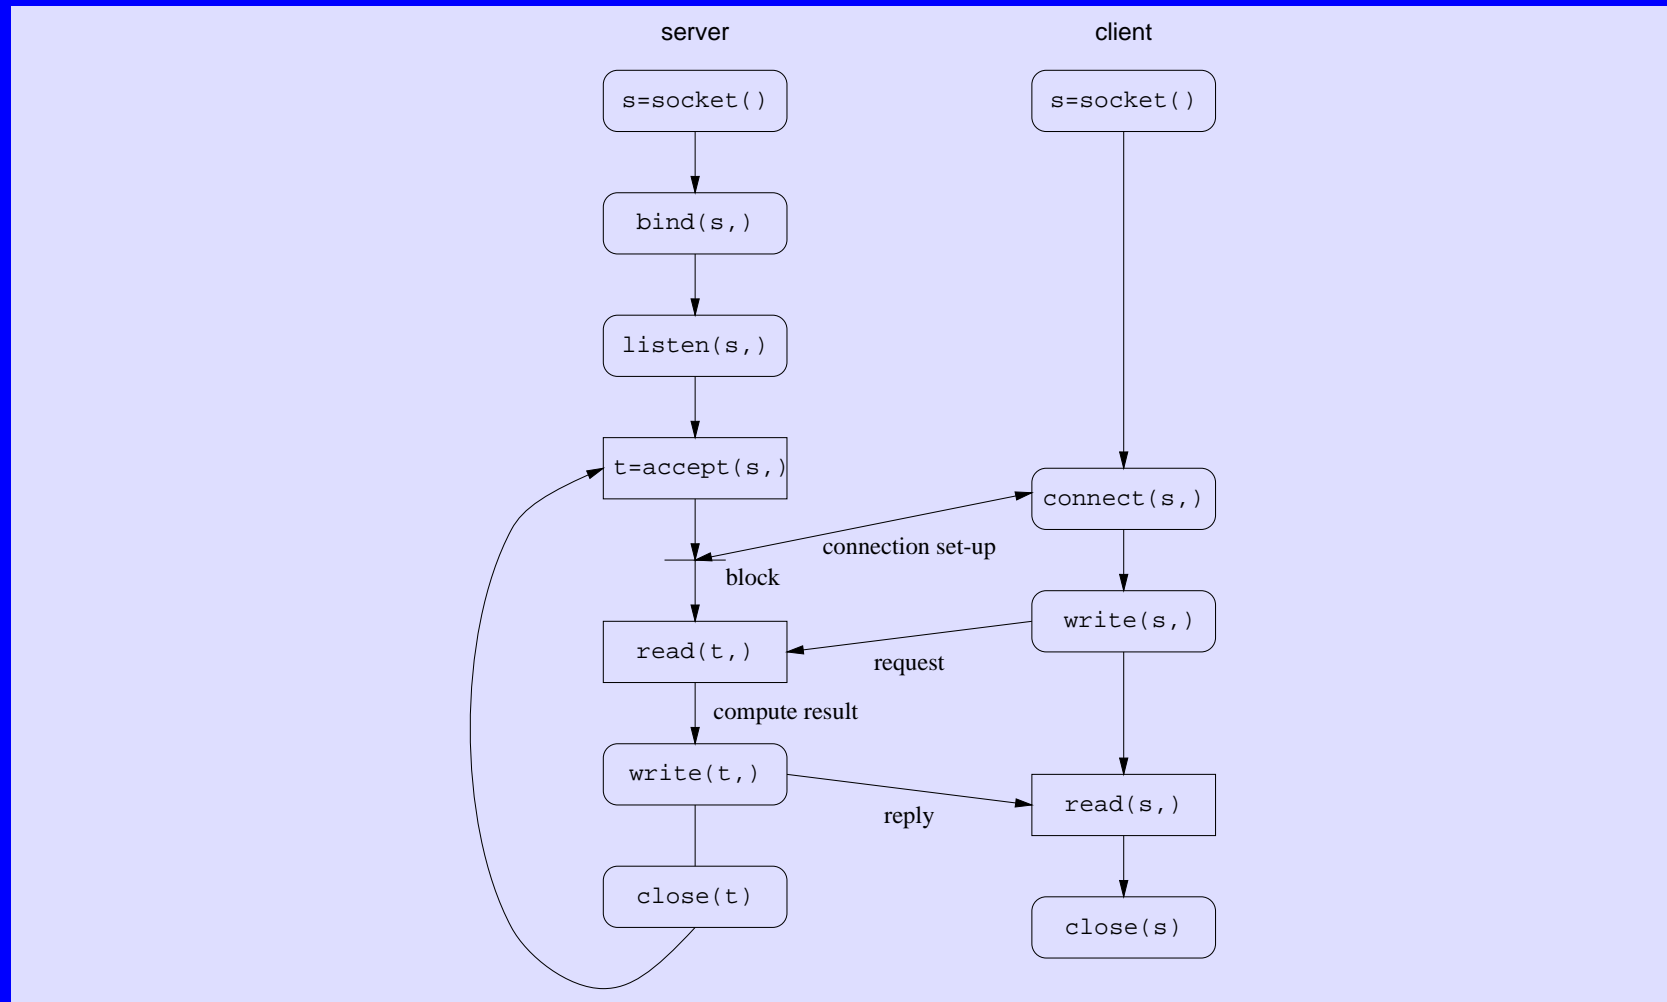 server
client
s=socket()
s=socket()
bind(s,)
listen(s,)
t=accept(s,)
connect(s,)
connection set-up
block
write(s,)
read(t,)
request
compute result
write(t,)
read(s,)
reply
close(t)
close(s)